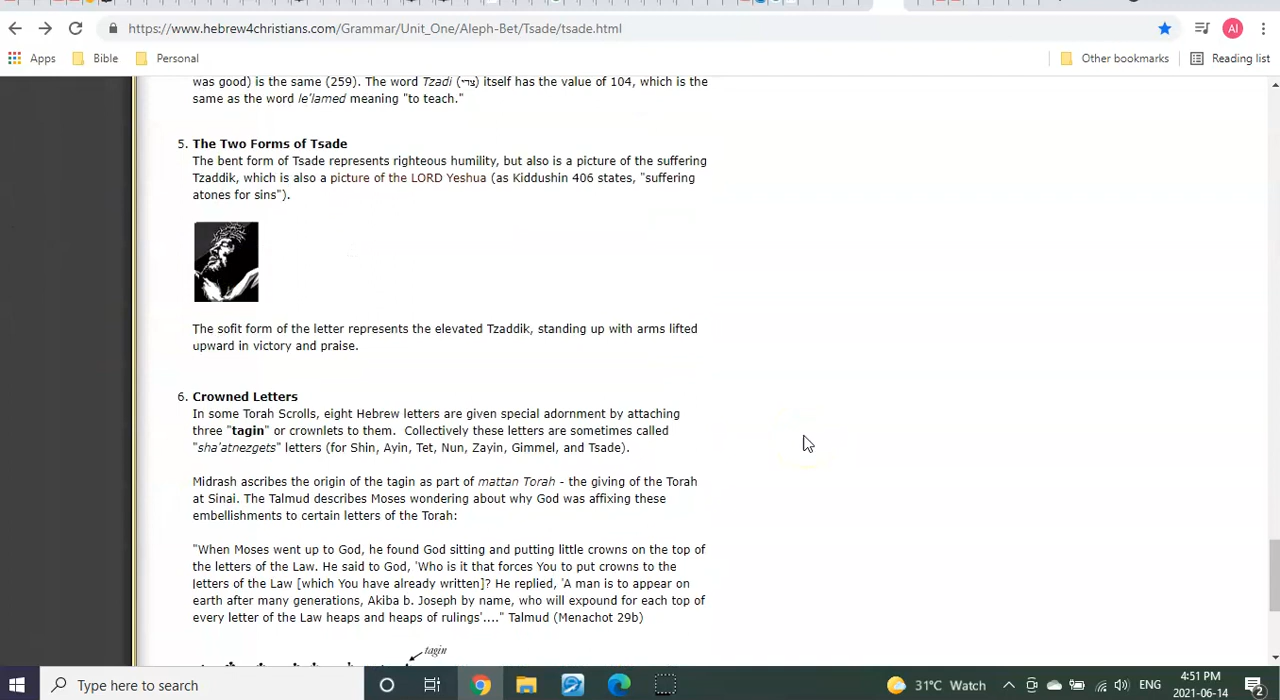 https://www.hebrew4christians.com/Grammar/Unit_One/Aleph-Bet/Tsade/tsade.html
Al
Apps Bible Personal Other bookmarks Reading list
was good) is the same (259). The word Tzadi (צדי) itself has the value of 104, which is the
same as the word le'lamed meaning "to teach."
5. The Two Forms of Tsade
The bent form of Tsade represents righteous humility, but also is a picture of the suffering
Tzaddik, which is also a picture of the LORD Yeshua (as Kiddushin 406 states, "suffering
atones for sins").
The sofit form of the letter represents the elevated Tzaddik, standing up with arms lifted
upward in victory and praise.
6. Crowned Letters
In some Torah Scrolls, eight Hebrew letters are given special adornment by attaching
three "tagin" or crownlets to them. Collectively these letters are sometimes called
"sha'atnezgets" letters (for Shin, Ayin, Tet, Nun, Zayin, Gimmel, and Tsade).
Midrash ascribes the origin of the tagin as part of mattan Torah - the giving of the Torah
at Sinai. The Talmud describes Moses wondering about why God was affixing these
embellishments to certain letters of the Torah:
"When Moses went up to God, he found God sitting and putting little crowns on the top of
the letters of the Law. He said to God, 'Who is it that forces You to put crowns to the
letters of the Law [which You have already written]? He replied, 'A man is to appear on
earth after many generations, Akiba b. Joseph by name, who will expound for each top of
every letter of the Law heaps and heaps of rulings'...." Talmud (Menachot 29b)
tagin
Type here to search
31°C Watch
ENG
4:51 PM
2021-06-14
2